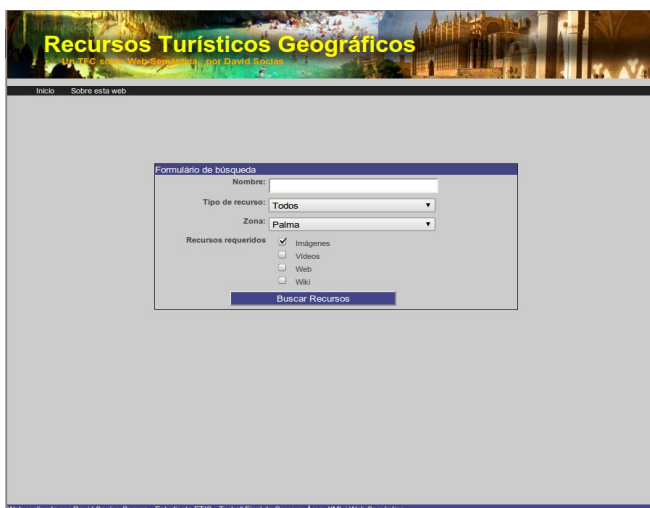 Recursos Turísticos Geográficos
Un TFC sobre Web Semántica, por David Socias
Inicio Sobre esta web
Formulário de búsqueda
Nombre:
Tipo de recurso: Todos
Zona: Palma
Recursos requeridos Imágenes
Vídeos
Web
Wiki
Buscar Recursos